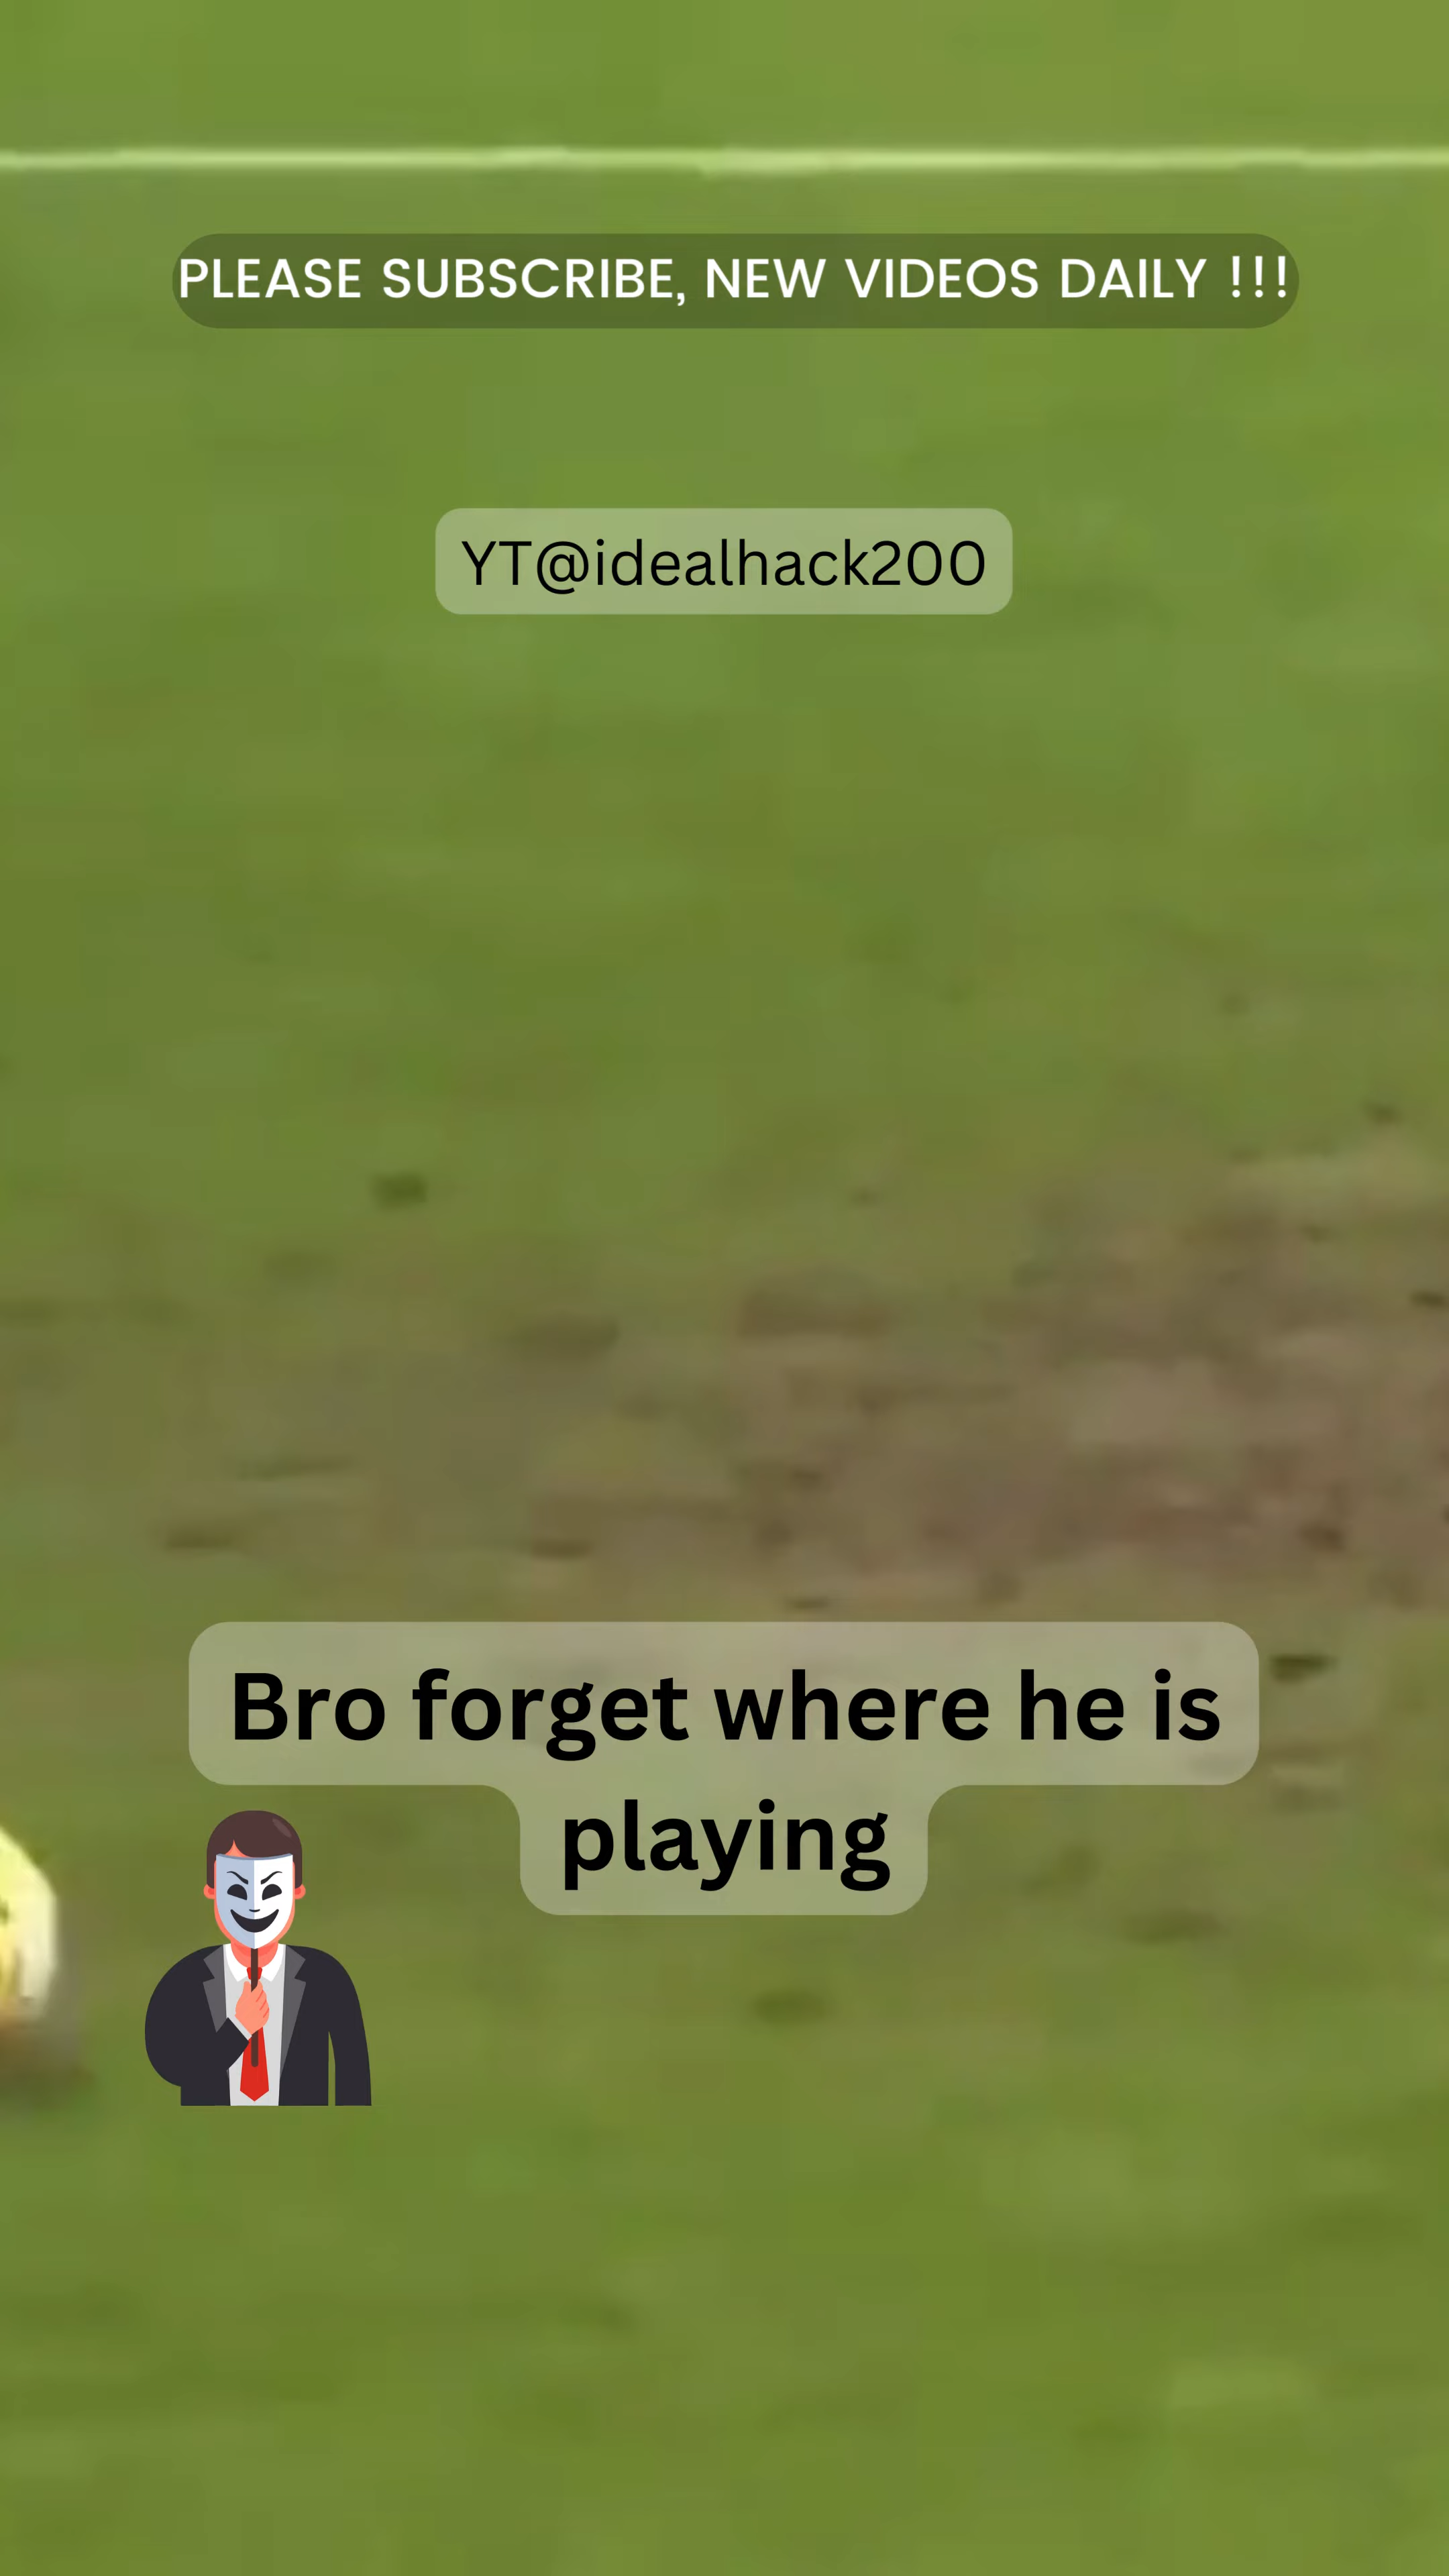 PLEASE SUBSCRIBE, NEW VIDEOS DAILY !!!
YT@idealhack200
Bro forget where he is
playing